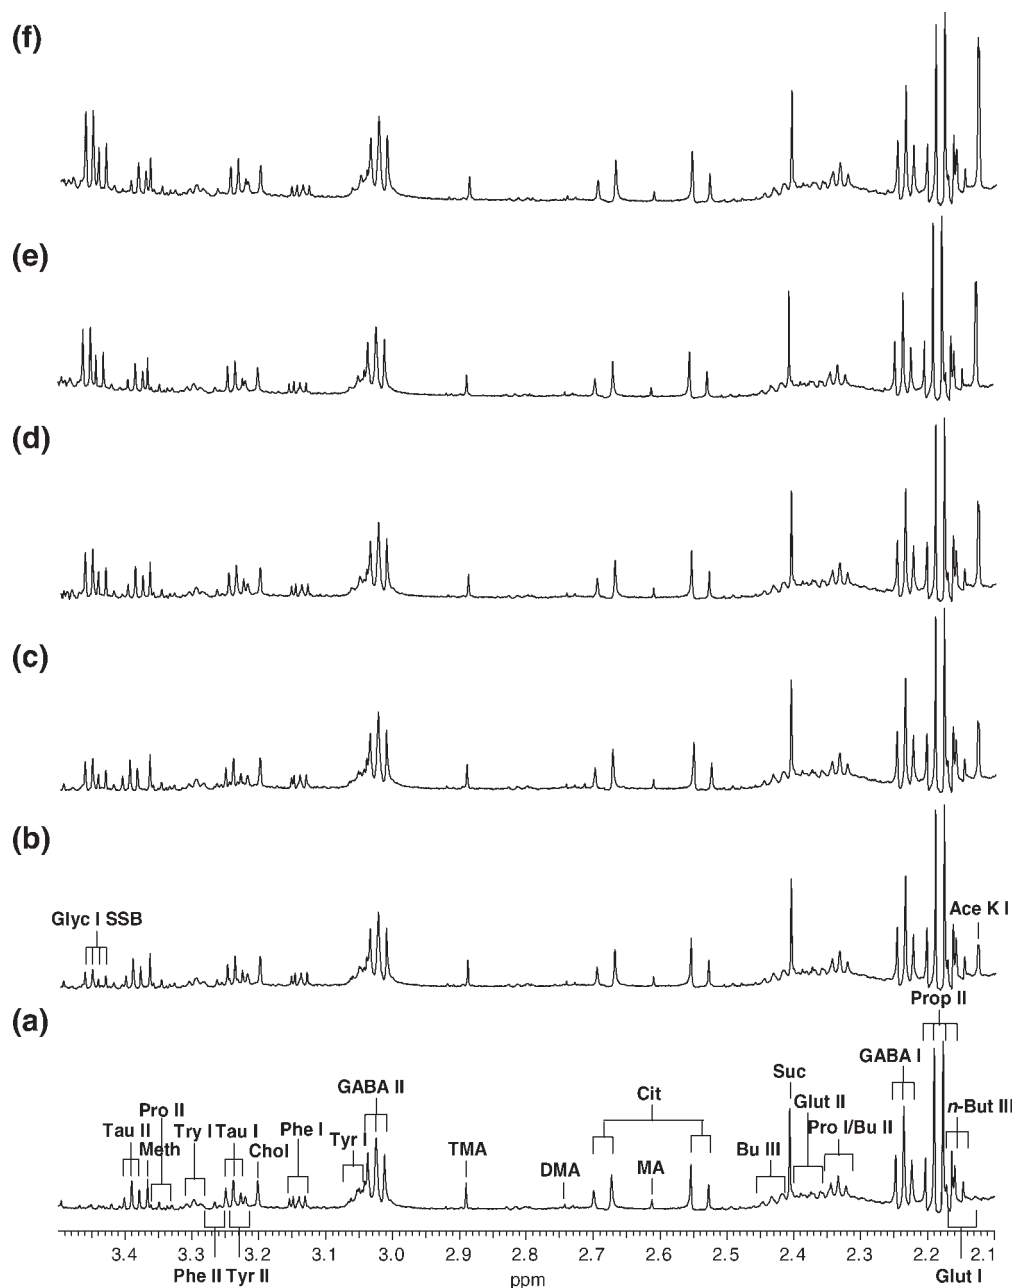 (f)
(e)
(d)
(c)
(b)
Glyc I SSB
Ace K I
(a)
Prop II
GABA I
Suc
GABA II
Cit
Glut II
n-But III
Pro II
Pro I/Bu II
Tau II
Try I
Tau I
Phe I
Tyr I
Meth
Chol
TMA
DMA
MA
Bu III
3.4 3.3 3.2 3.1 3.0 2.9 2.8 2.7 2.6 2.5 2.4 2.3 2.2 2.1
Phe II Tyr II
ppm
Glut I